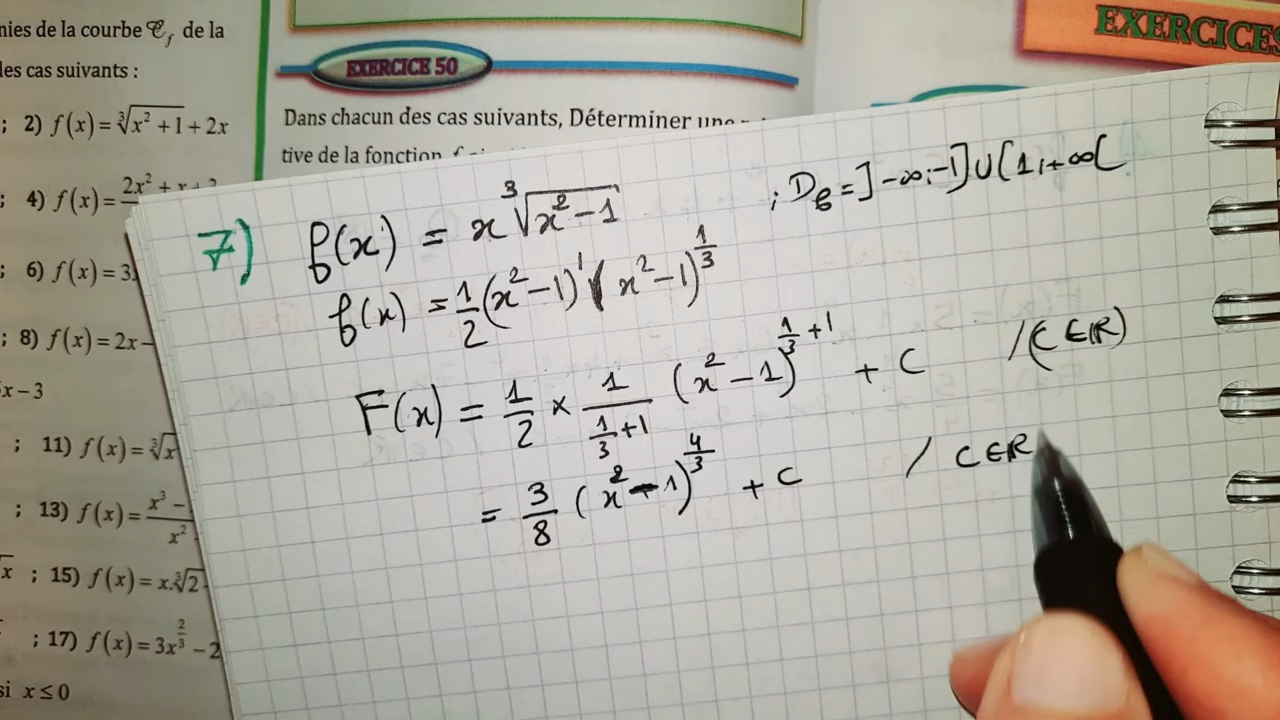 nies de la courbe 𝒞f de la
les cas suivants :
; 2) f(x) = ∛(x² + 1) + 2x
; 4) f(x) = 2x² + x + 2
; 6) f(x) = 3
; 8) f(x) = 2x −
x − 3
; 11) f(x) = ∛x
; 13) f(x) = x³ − / x²
x ; 15) f(x) = x.∛2
; 17) f(x) = 3x^(2/3) − 2
si x ≤ 0
EXERCICE 50
Dans chacun des cas suivants, Déterminer une
tive de la fonction f
EXERCICES
7) f(x) = x ∛(x² − 1) ; Df = ]−∞; −1] ∪ [1, +∞[
f(x) = 1/2 (x² − 1)' (x² − 1)^(1/3)
F(x) = 1/2 × 1/(1/3 + 1) (x² − 1)^(1/3 + 1) + C /(C ∈ ℝ)
= 3/8 (x² − 1)^(4/3) + C / C ∈ ℝ